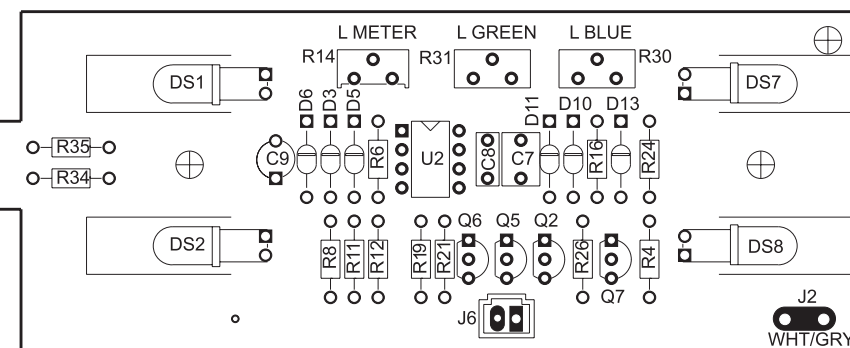 L METER L GREEN L BLUE
R14 R31 R30
DS1 DS7
D6 D3 D5 D11 D10 D13
R35 C9 R6 U2 C8 C7 R16 R24
R34
Q6 Q5 Q2
DS2 R8 R11 R12 R19 R21 R26 R4 DS8
Q7
J6 J2
WHT/GRY